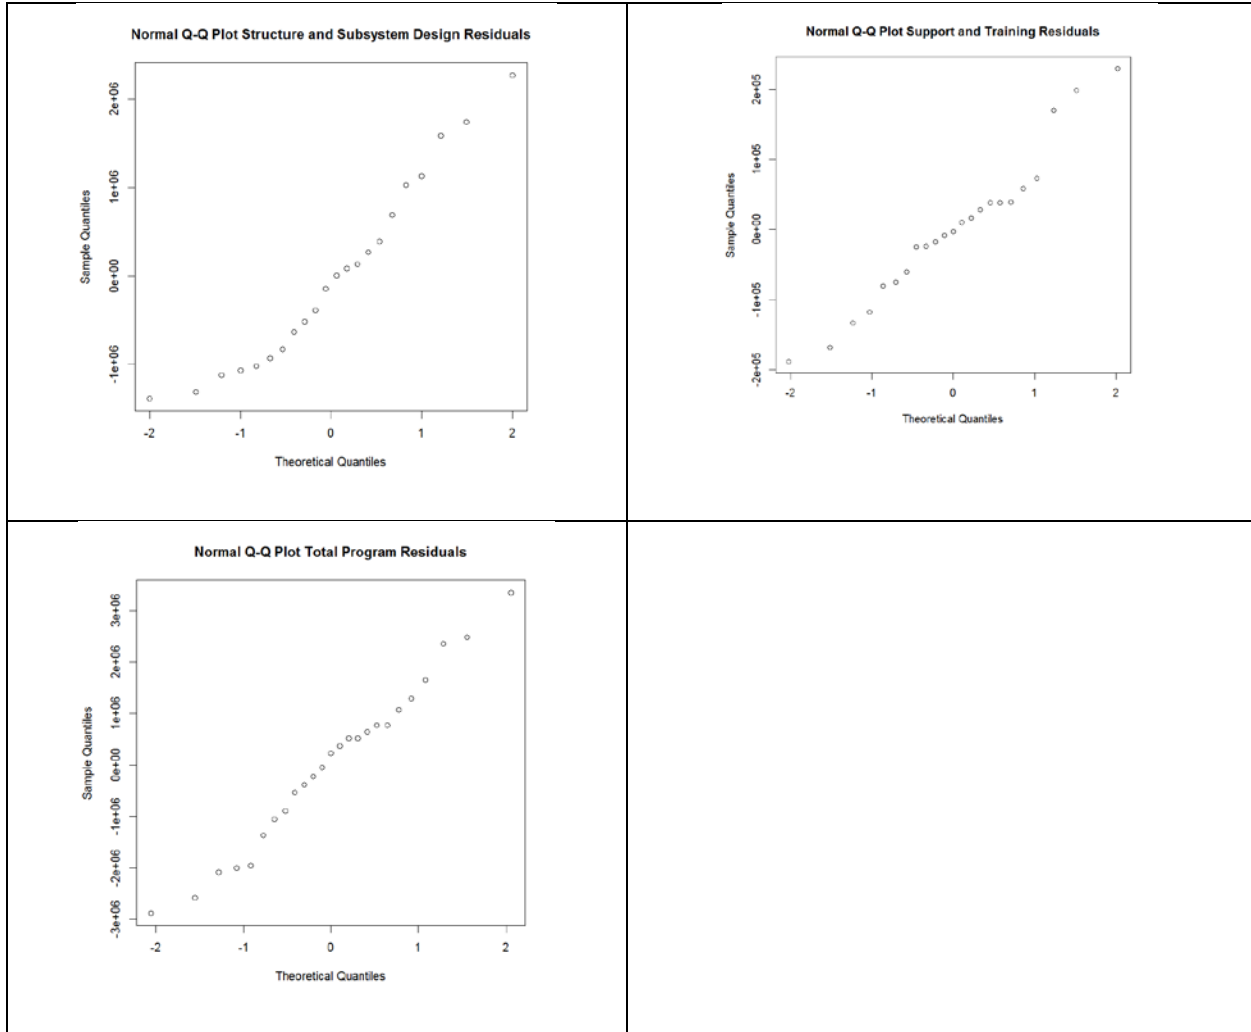 Normal Q-Q Plot Structure and Subsystem Design Residuals
Sample Quantiles
2e+06
1e+06
0e+00
-1e+06
-2 -1 0 1 2
Theoretical Quantiles
Normal Q-Q Plot Support and Training Residuals
Sample Quantiles
2e+05
1e+05
0e+00
-1e+05
-2e+05
-2 -1 0 1 2
Theoretical Quantiles
Normal Q-Q Plot Total Program Residuals
Sample Quantiles
3e+06
2e+06
1e+06
0e+00
-1e+06
-2e+06
-3e+06
-2 -1 0 1 2
Theoretical Quantiles